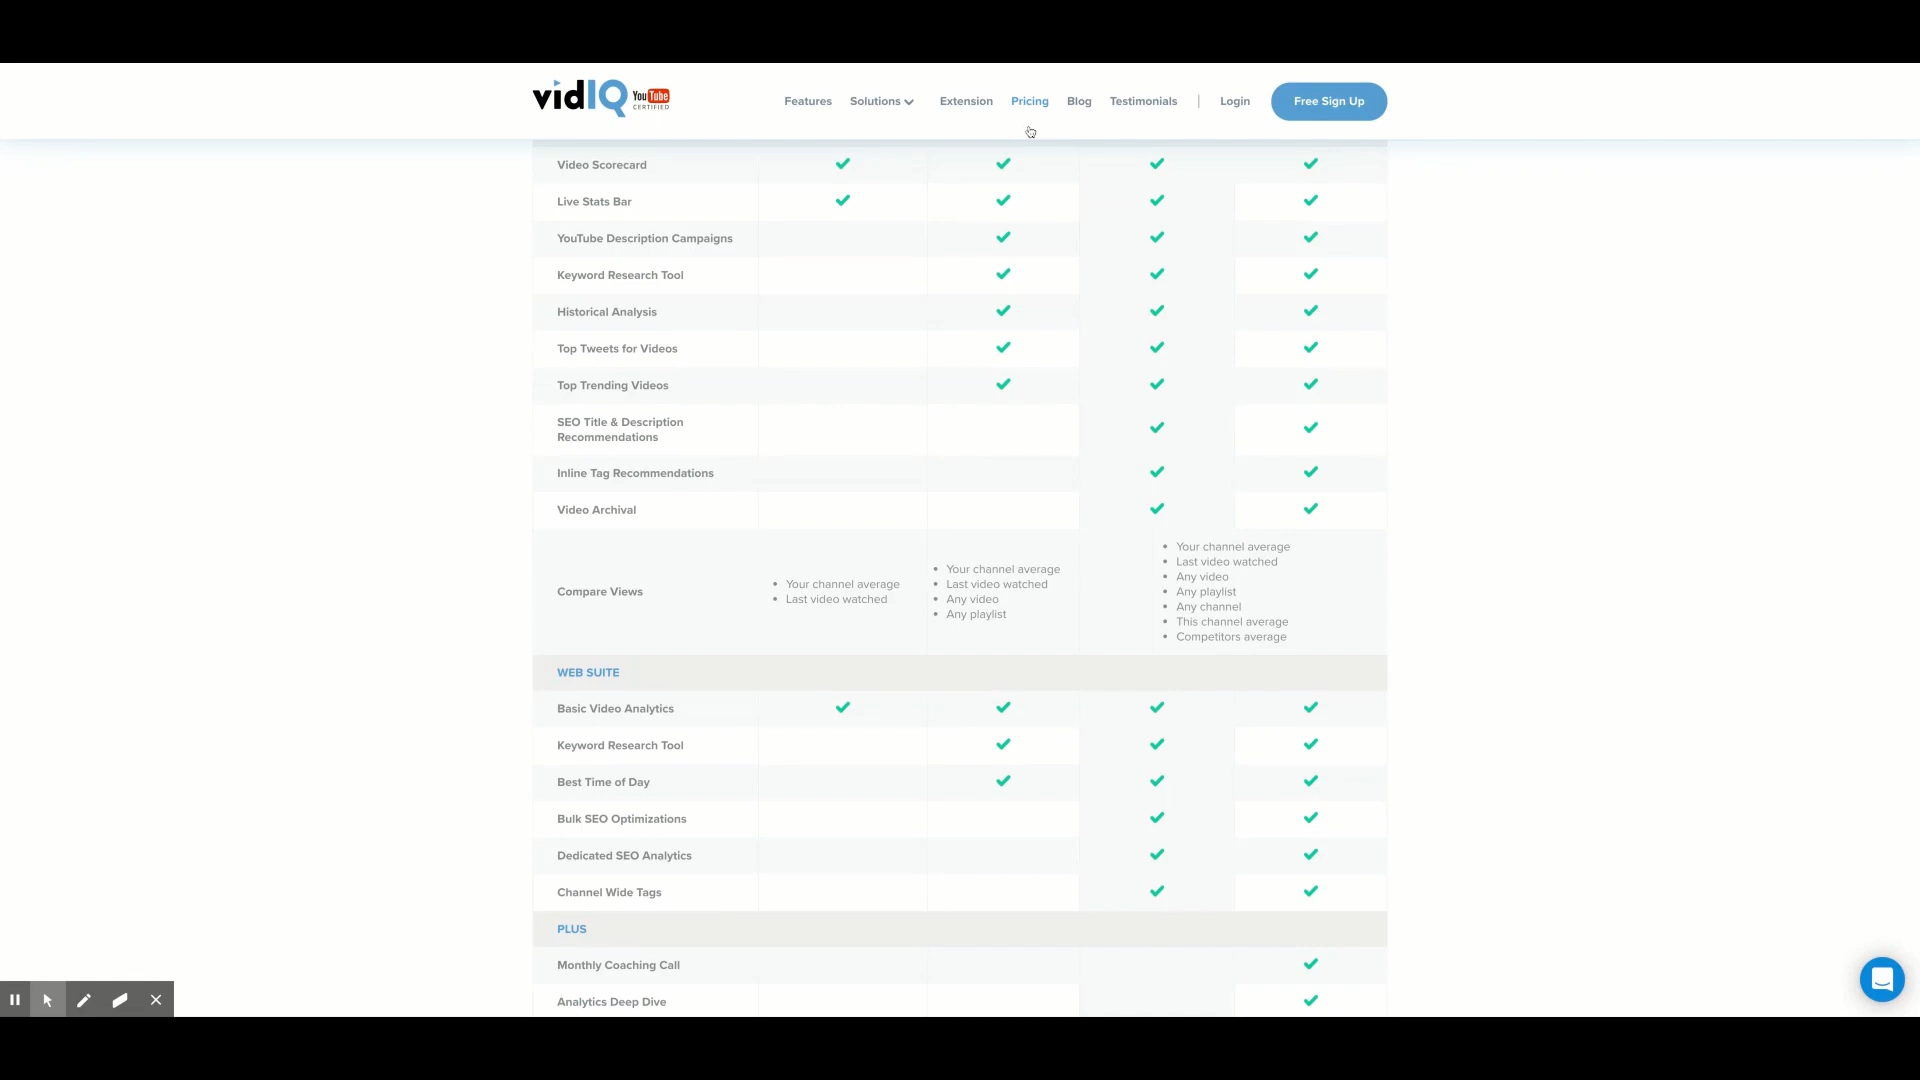 vidIQ YouTube CERTIFIED
Features Solutions Extension Pricing Blog Testimonials | Login Free Sign Up
Video Scorecard
Live Stats Bar
YouTube Description Campaigns
Keyword Research Tool
Historical Analysis
Top Tweets for Videos
Top Trending Videos
SEO Title & Description
Recommendations
Inline Tag Recommendations
Video Archival
Compare Views
• Your channel average
• Last video watched
• Your channel average
• Last video watched
• Any video
• Any playlist
• Your channel average
• Last video watched
• Any video
• Any playlist
• Any channel
• This channel average
• Competitors average
WEB SUITE
Basic Video Analytics
Keyword Research Tool
Best Time of Day
Bulk SEO Optimizations
Dedicated SEO Analytics
Channel Wide Tags
PLUS
Monthly Coaching Call
Analytics Deep Dive